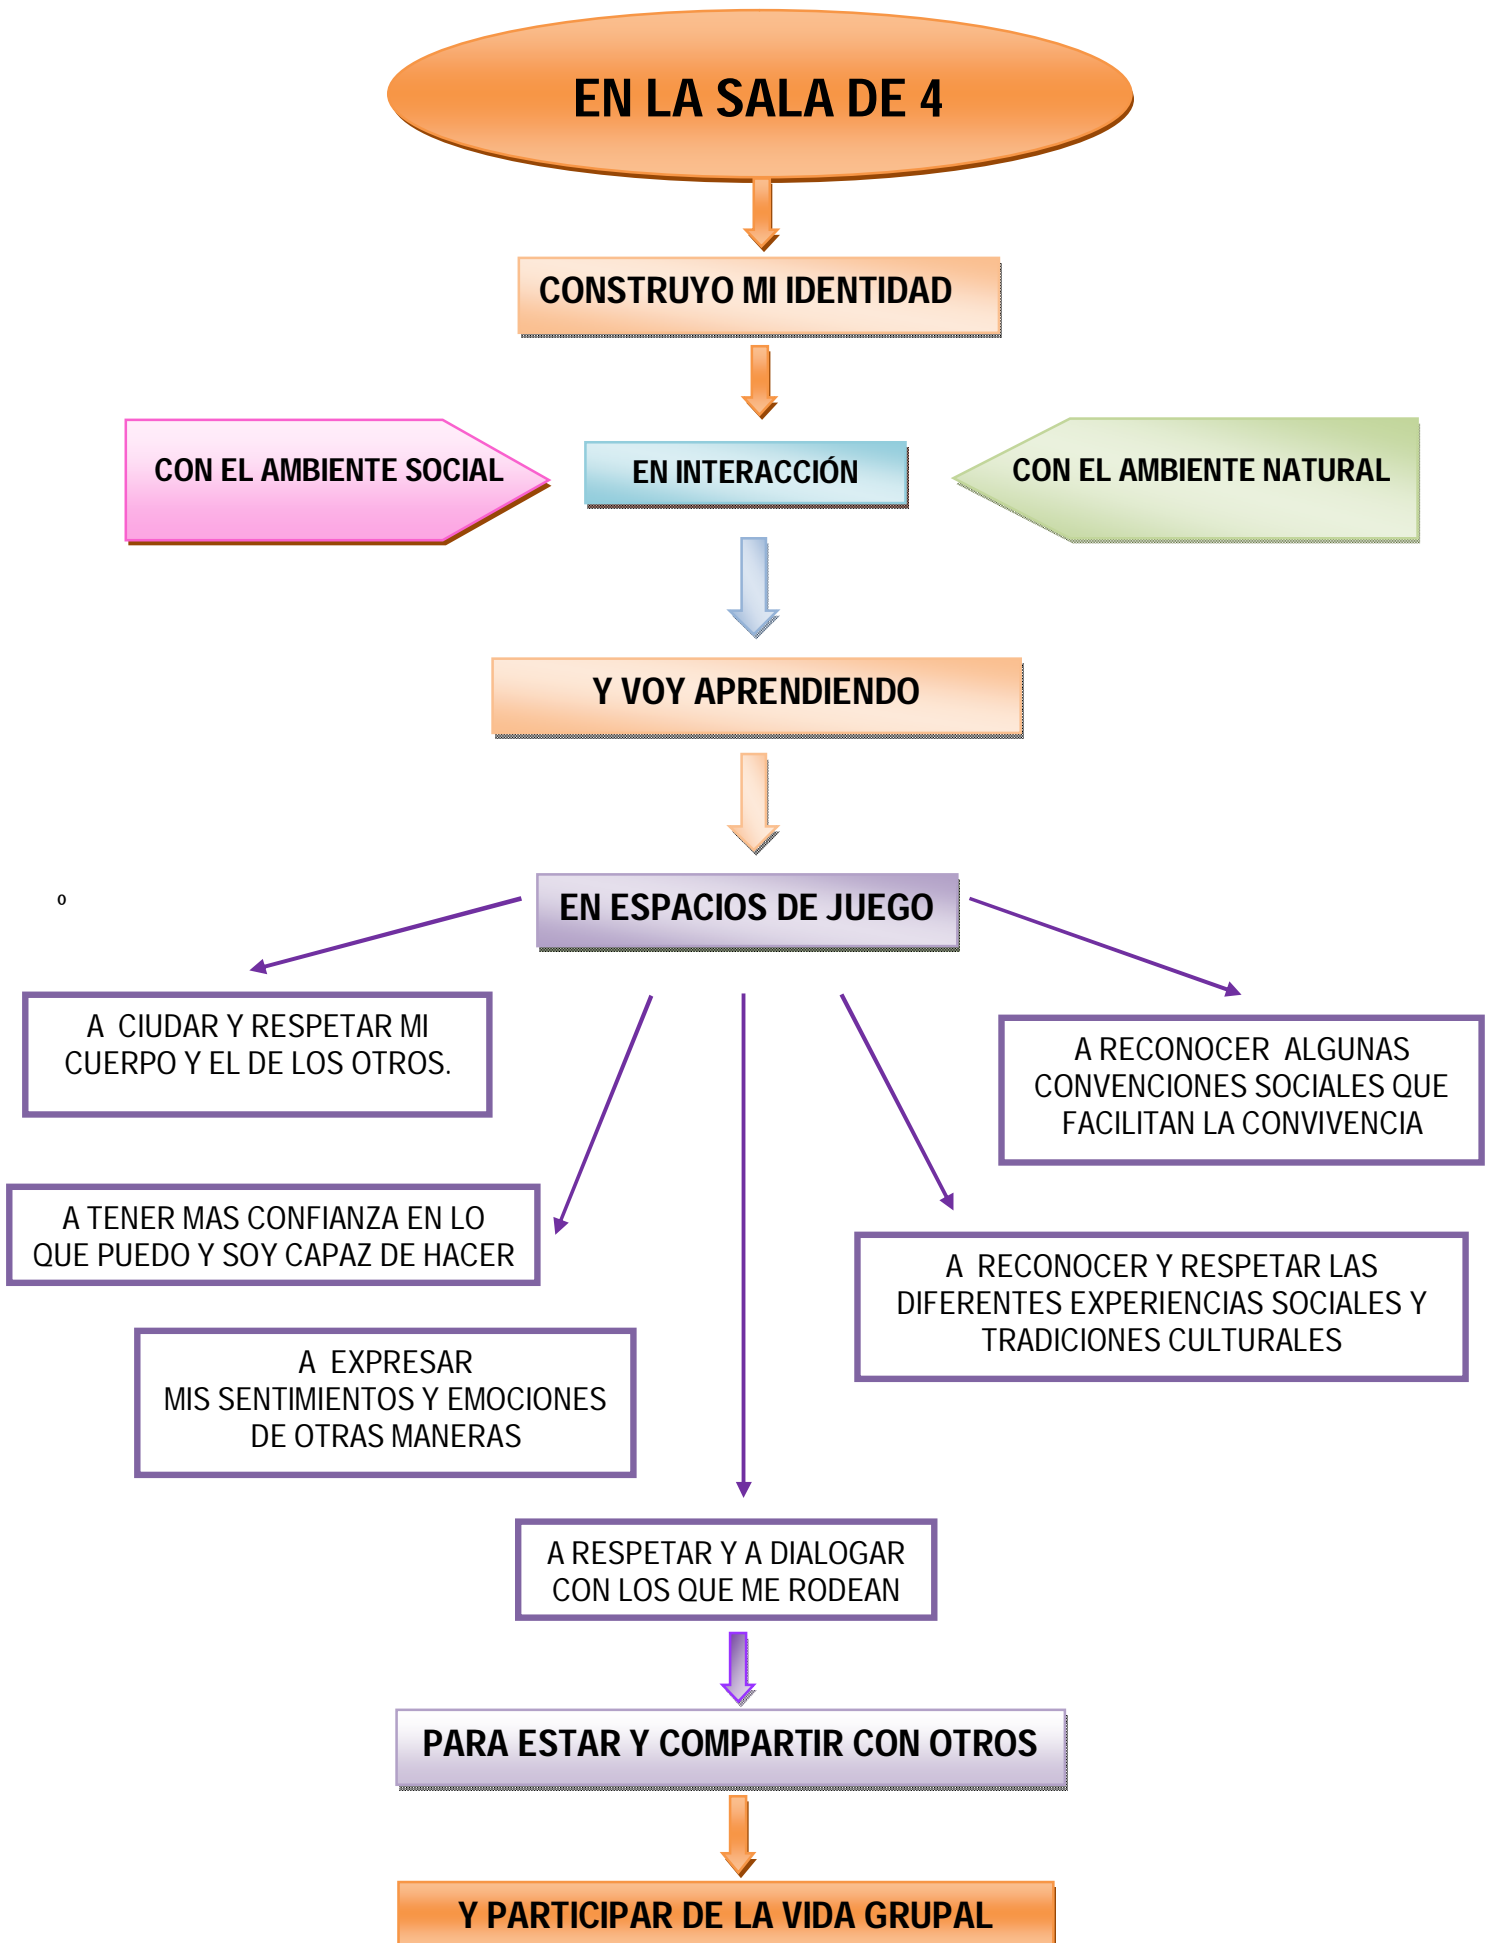 EN LA SALA DE 4
CONSTRUYO MI IDENTIDAD
CON EL AMBIENTE SOCIAL
EN INTERACCIÓN
CON EL AMBIENTE NATURAL
Y VOY APRENDIENDO
EN ESPACIOS DE JUEGO
o
A CIUDAR Y RESPETAR MI
CUERPO Y EL DE LOS OTROS.
A RECONOCER ALGUNAS
CONVENCIONES SOCIALES QUE
FACILITAN LA CONVIVENCIA
A TENER MAS CONFIANZA EN LO
QUE PUEDO Y SOY CAPAZ DE HACER
A RECONOCER Y RESPETAR LAS
DIFERENTES EXPERIENCIAS SOCIALES Y
TRADICIONES CULTURALES
A EXPRESAR
MIS SENTIMIENTOS Y EMOCIONES
DE OTRAS MANERAS
A RESPETAR Y A DIALOGAR
CON LOS QUE ME RODEAN
PARA ESTAR Y COMPARTIR CON OTROS
Y PARTICIPAR DE LA VIDA GRUPAL